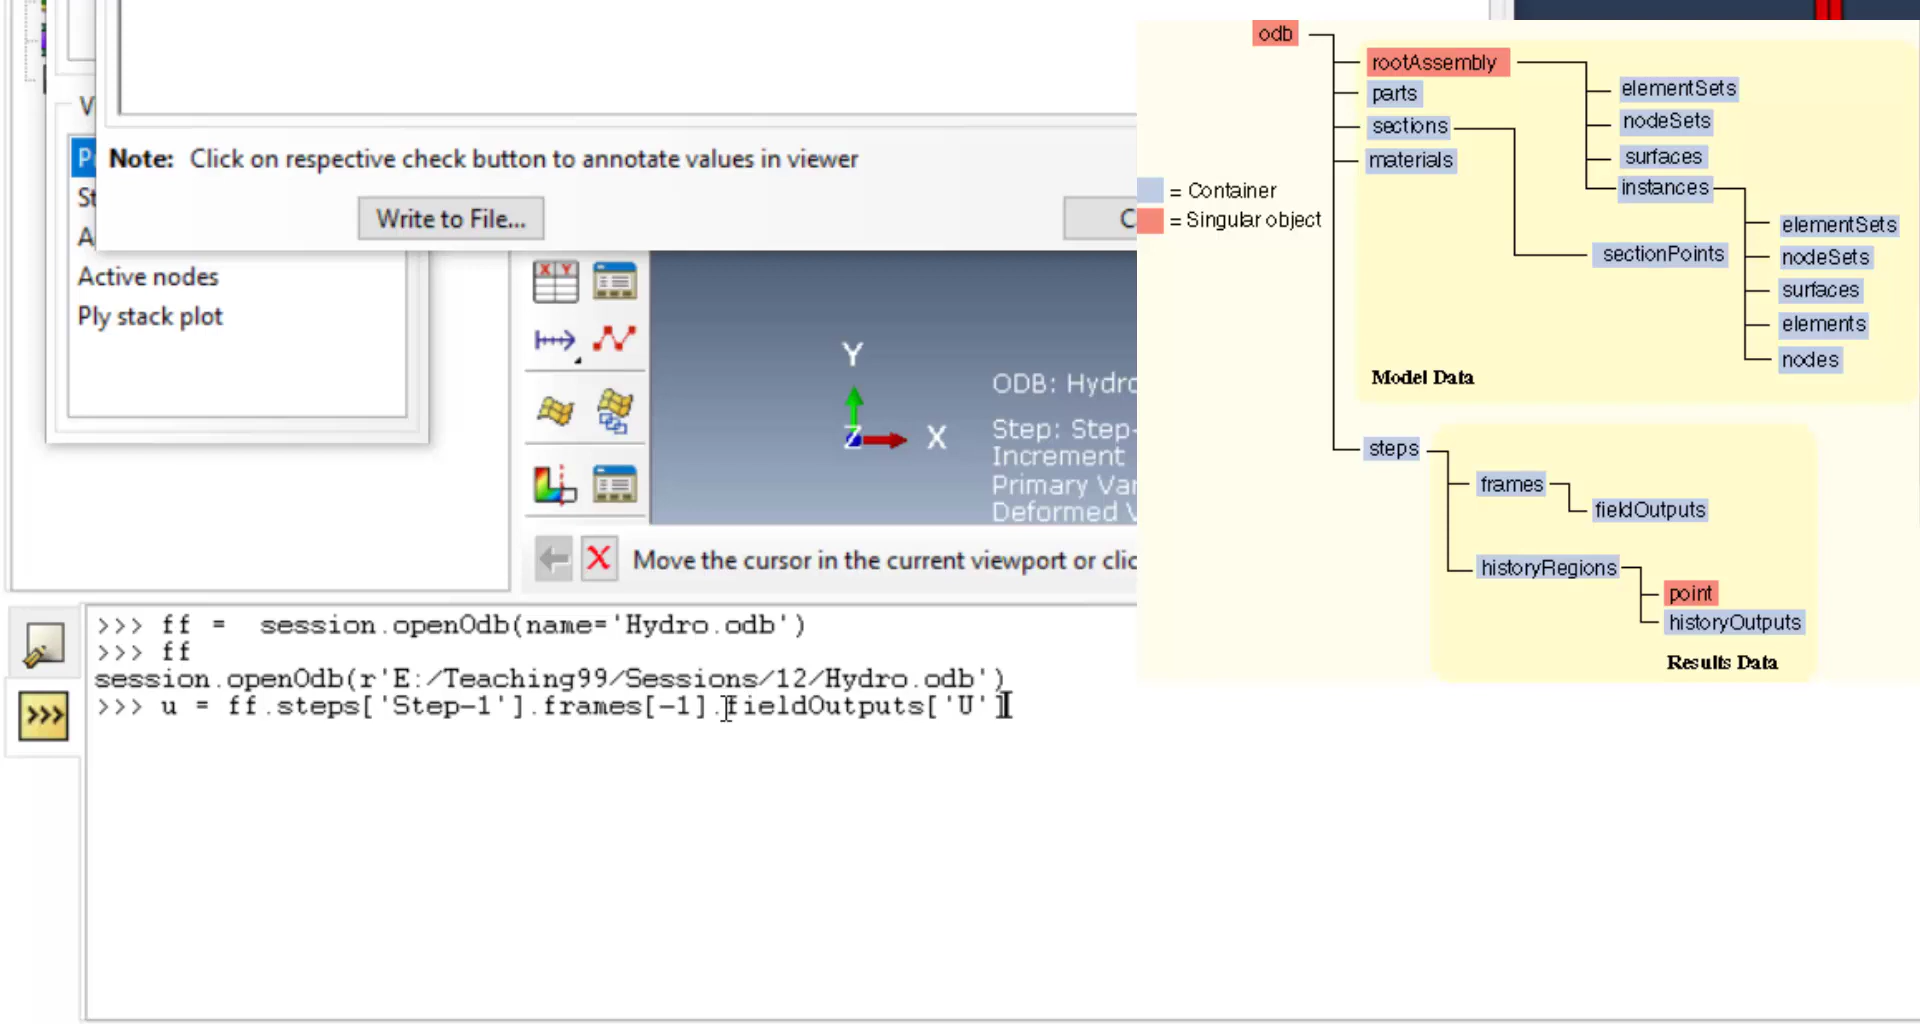 V
P
St
A
Active nodes
Ply stack plot
Note: Click on respective check button to annotate values in viewer
Write to File...
C
X Y
Y
Z
X
ODB: Hydro
Step: Step-
Increment
Primary Var
Deformed V
Move the cursor in the current viewport or clic
>>> ff =  session.openOdb(name='Hydro.odb')
>>> ff
session.openOdb(r'E:/Teaching99/Sessions/12/Hydro.odb')
>>> u = ff.steps['Step-1'].frames[-1].fieldOutputs['U']
>>>
odb
rootAssembly
parts
sections
materials
elementSets
nodeSets
surfaces
instances
sectionPoints
elementSets
nodeSets
surfaces
elements
nodes
= Container
= Singular object
Model Data
steps
frames
fieldOutputs
historyRegions
point
historyOutputs
Results Data